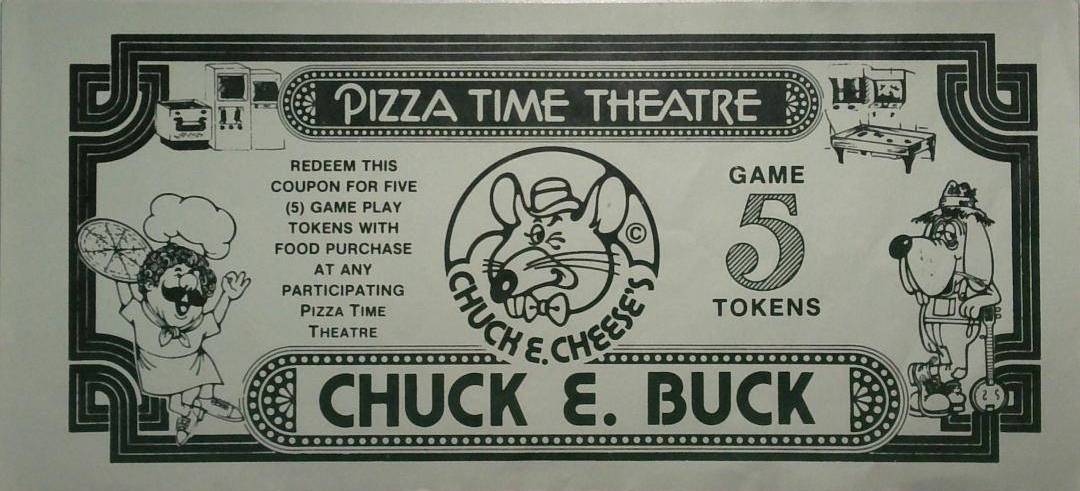 PIZZA TIME THEATRE
REDEEM THIS
COUPON FOR FIVE
(5) GAME PLAY
TOKENS WITH
FOOD PURCHASE
AT ANY
PARTICIPATING
PIZZA TIME
THEATRE
©
CHUCK E. CHEESE'S
GAME
5
TOKENS
CHUCK E. BUCK